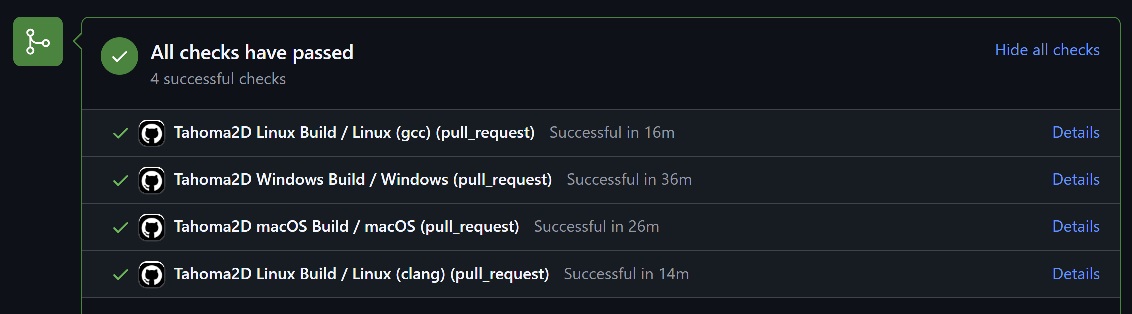 All checks have passed
Hide all checks
4 successful checks
Tahoma2D Linux Build / Linux (gcc) (pull_request) Successful in 16m Details
Tahoma2D Windows Build / Windows (pull_request) Successful in 36m Details
Tahoma2D macOS Build / macOS (pull_request) Successful in 26m Details
Tahoma2D Linux Build / Linux (clang) (pull_request) Successful in 14m Details